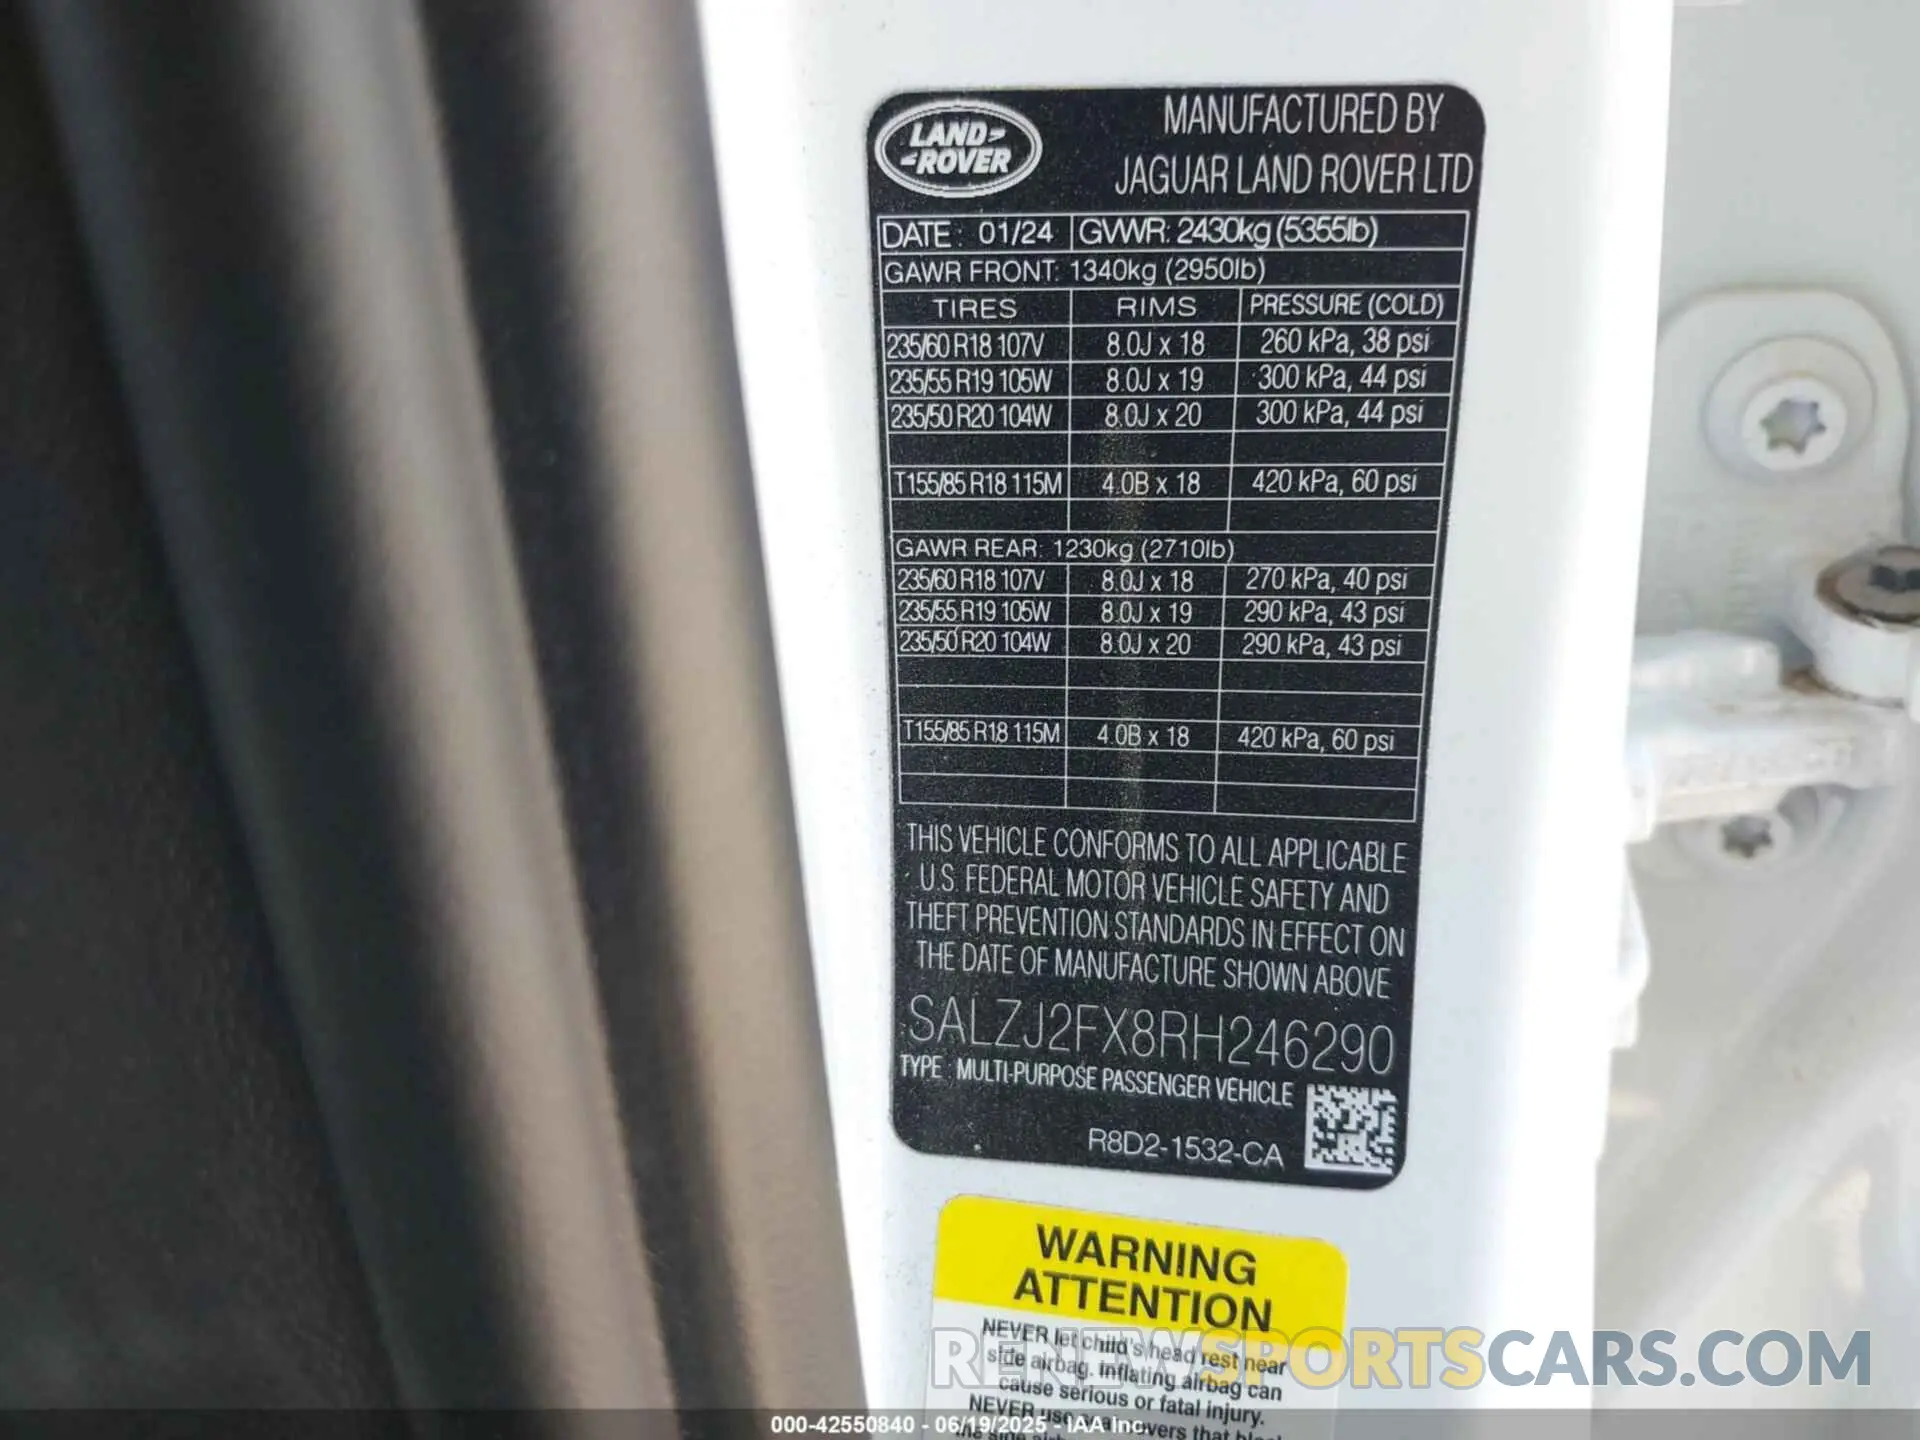 LAND-
-ROVER
MANUFACTURED BY
JAGUAR LAND ROVER LTD
DATE: 01/24 GVWR: 2430kg (5355lb)
GAWR FRONT: 1340kg (2950lb)
TIRES RIMS PRESSURE (COLD)
235/60 R18 107V 8.0J x 18 260 kPa, 38 psi
235/55 R19 105W 8.0J x 19 300 kPa, 44 psi
235/50 R20 104W 8.0J x 20 300 kPa, 44 psi
T155/85 R18 115M 4.0B x 18 420 kPa, 60 psi
GAWR REAR: 1230kg (2710lb)
235/60 R18 107V 8.0J x 18 270 kPa, 40 psi
235/55 R19 105W 8.0J x 19 290 kPa, 43 psi
235/50 R20 104W 8.0J x 20 290 kPa, 43 psi
T155/85 R18 115M 4.0B x 18 420 kPa, 60 psi
THIS VEHICLE CONFORMS TO ALL APPLICABLE
U.S. FEDERAL MOTOR VEHICLE SAFETY AND
THEFT PREVENTION STANDARDS IN EFFECT ON
THE DATE OF MANUFACTURE SHOWN ABOVE
SALZJ2FX8RH246290
TYPE: MULTI-PURPOSE PASSENGER VEHICLE
R8D2-1532-CA
WARNING
ATTENTION
NEVER let child's head rest near
side airbag. Inflating airbag can
cause serious or fatal injury.
NEVER use
that
RENEWSPORTSCARS.COM
000-42550840 - 06/19/2025 - IAA Inc.